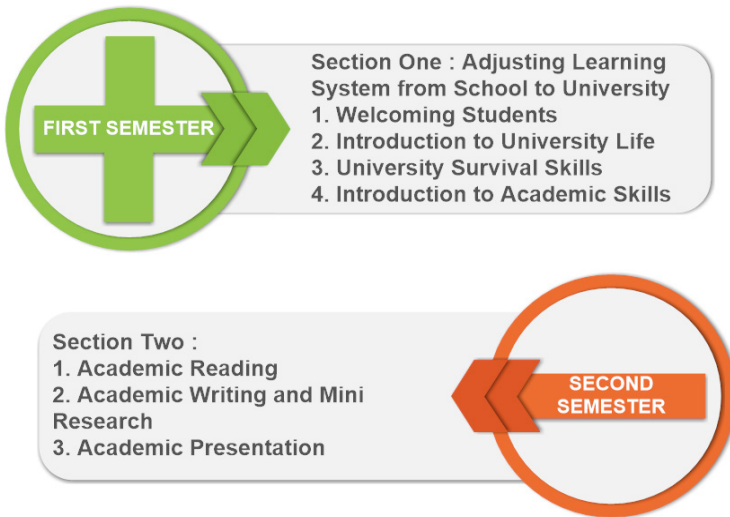 FIRST SEMESTER
Section One : Adjusting Learning
System from School to University
1. Welcoming Students
2. Introduction to University Life
3. University Survival Skills
4. Introduction to Academic Skills
Section Two :
1. Academic Reading
2. Academic Writing and Mini
Research
3. Academic Presentation
SECOND
SEMESTER